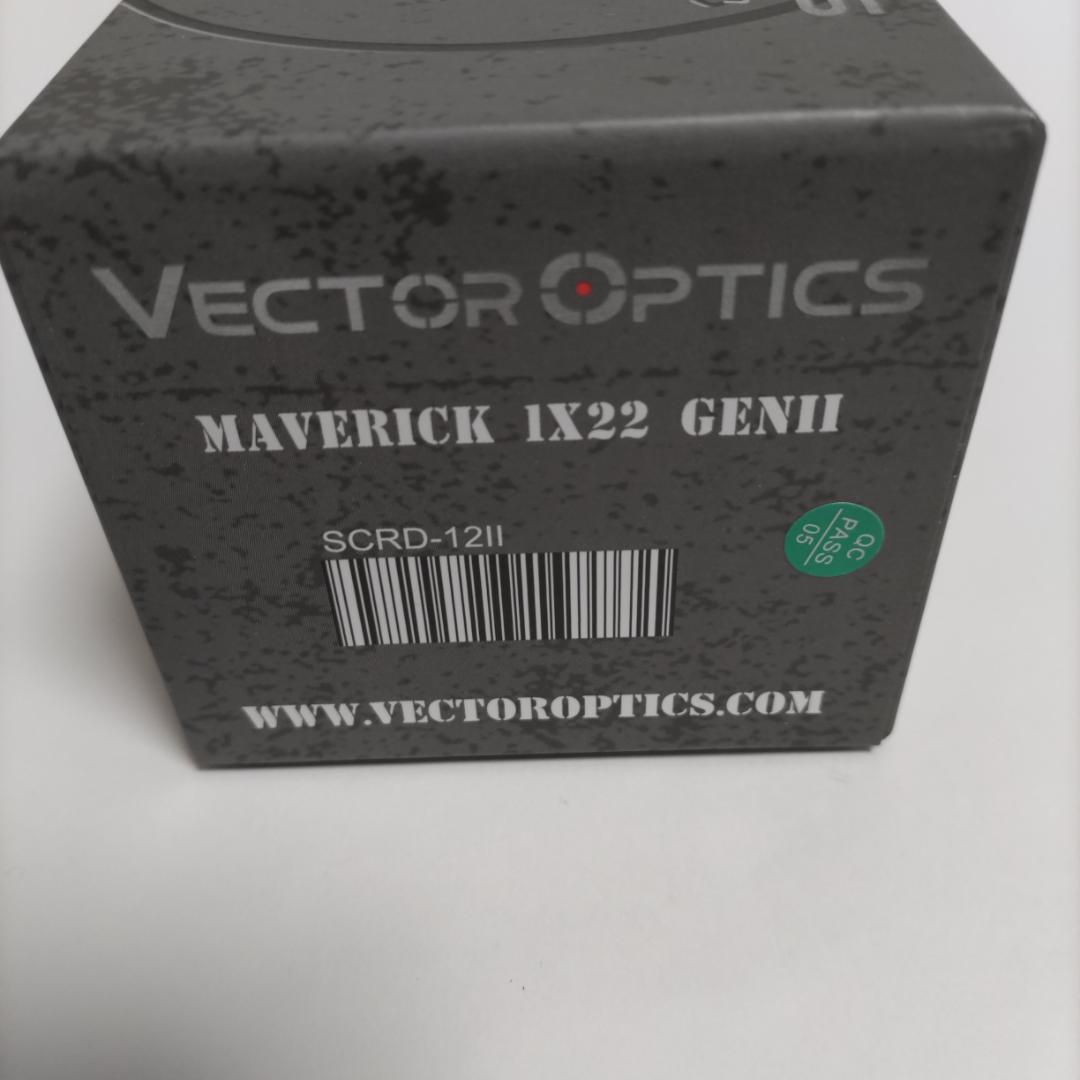 VECTOR OPTICS
MAVERICK 1X22 GENII
SCRD-12II
QC
PASS
05
WWW.VECTOROPTICS.COM